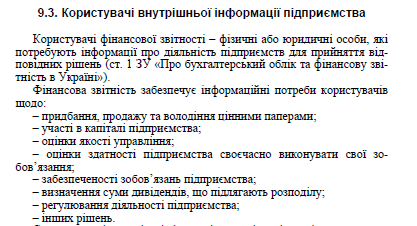 9.3. Користувачі внутрішньої інформації підприємства
Користувачі фінансової звітності – фізичні або юридичні особи, які
потребують інформації про діяльність підприємств для прийняття від-
повідних рішень (ст. 1 ЗУ «Про бухгалтерський облік та фінансову зві-
тність в Україні»).
Фінансова звітність забезпечує інформаційні потреби користувачів
щодо:
– придбання, продажу та володіння цінними паперами;
– участі в капіталі підприємства;
– оцінки якості управління;
– оцінки здатності підприємства своєчасно виконувати свої зо-
бов’язання;
– забезпеченості зобов’язань підприємства;
– визначення суми дивідендів, що підлягають розподілу;
– регулювання діяльності підприємства;
– інших рішень.